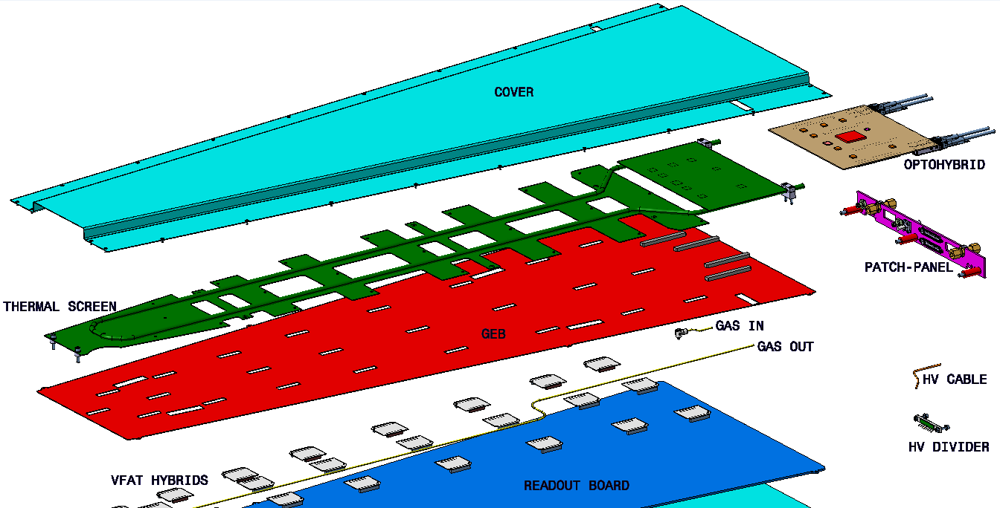 COVER
OPTOHYBRID
PATCH-PANEL
THERMAL SCREEN
GEB
GAS IN
GAS OUT
HV CABLE
HV DIVIDER
VFAT HYBRIDS
READOUT BOARD